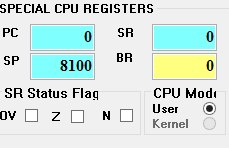 SPECIAL CPU REGISTERS
PC 0 SR 0
SP 8100 BR 0
SR Status Flag CPU Mode
OV Z N User
Kernel